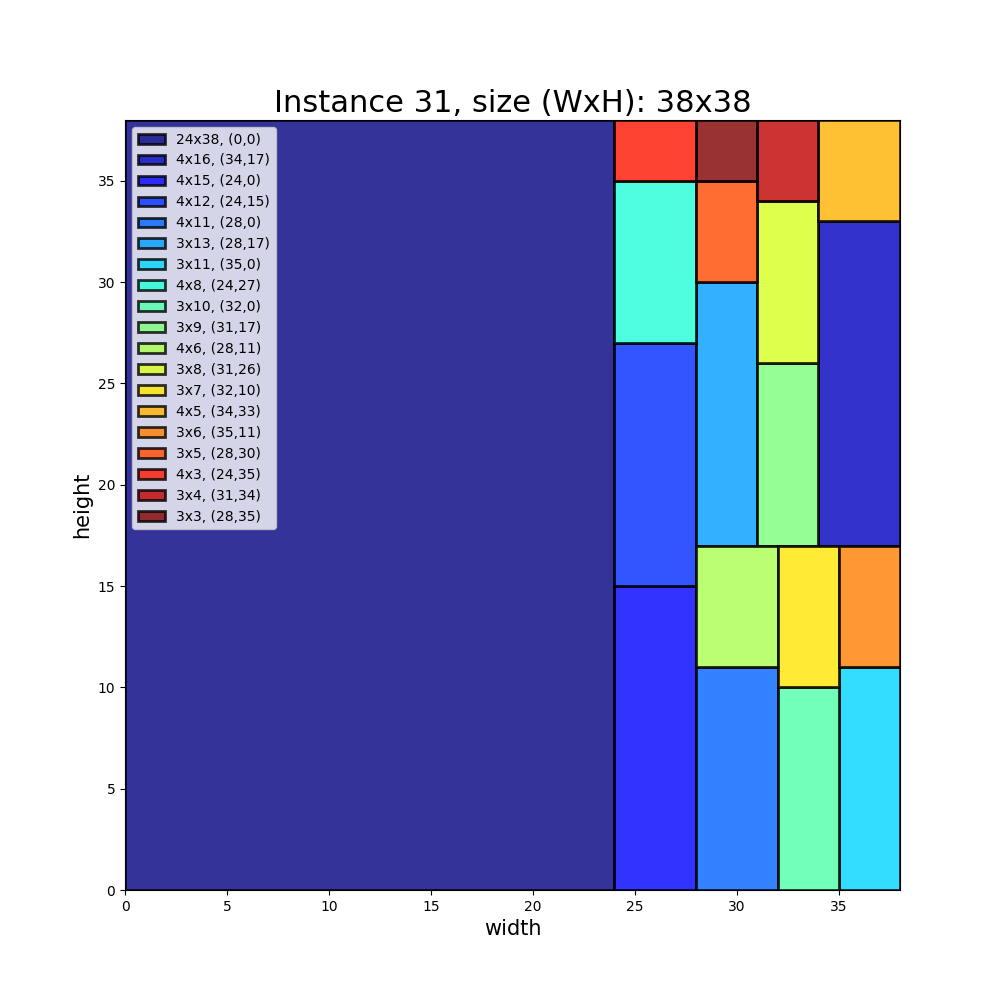 Instance 31, size (WxH): 38x38
24x38, (0,0)
4x16, (34,17)
4x15, (24,0)
4x12, (24,15)
4x11, (28,0)
3x13, (28,17)
3x11, (35,0)
4x8, (24,27)
3x10, (32,0)
3x9, (31,17)
4x6, (28,11)
3x8, (31,26)
3x7, (32,10)
4x5, (34,33)
3x6, (35,11)
3x5, (28,30)
4x3, (24,35)
3x4, (31,34)
3x3, (28,35)
height
35
30
25
20
15
10
5
0
0 5 10 15 20 25 30 35
width